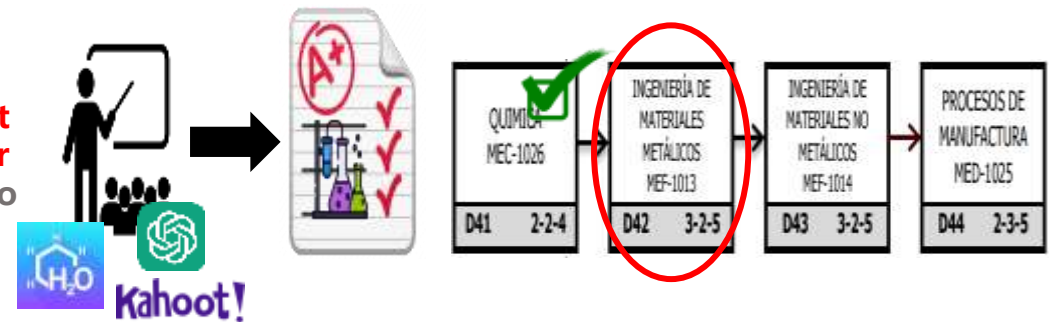 t
r
o
H₂O
Kahoot!
A+
QUIMICA
MEC-1026
D41 2-2-4
INGENIERÍA DE
MATERIALES
METÁLICOS
MEF-1013
D42 3-2-5
INGENIERÍA DE
MATERIALES NO
METÁLICOS
MEF-1014
D43 3-2-5
PROCESOS DE
MANUFACTURA
MED-1025
D44 2-3-5